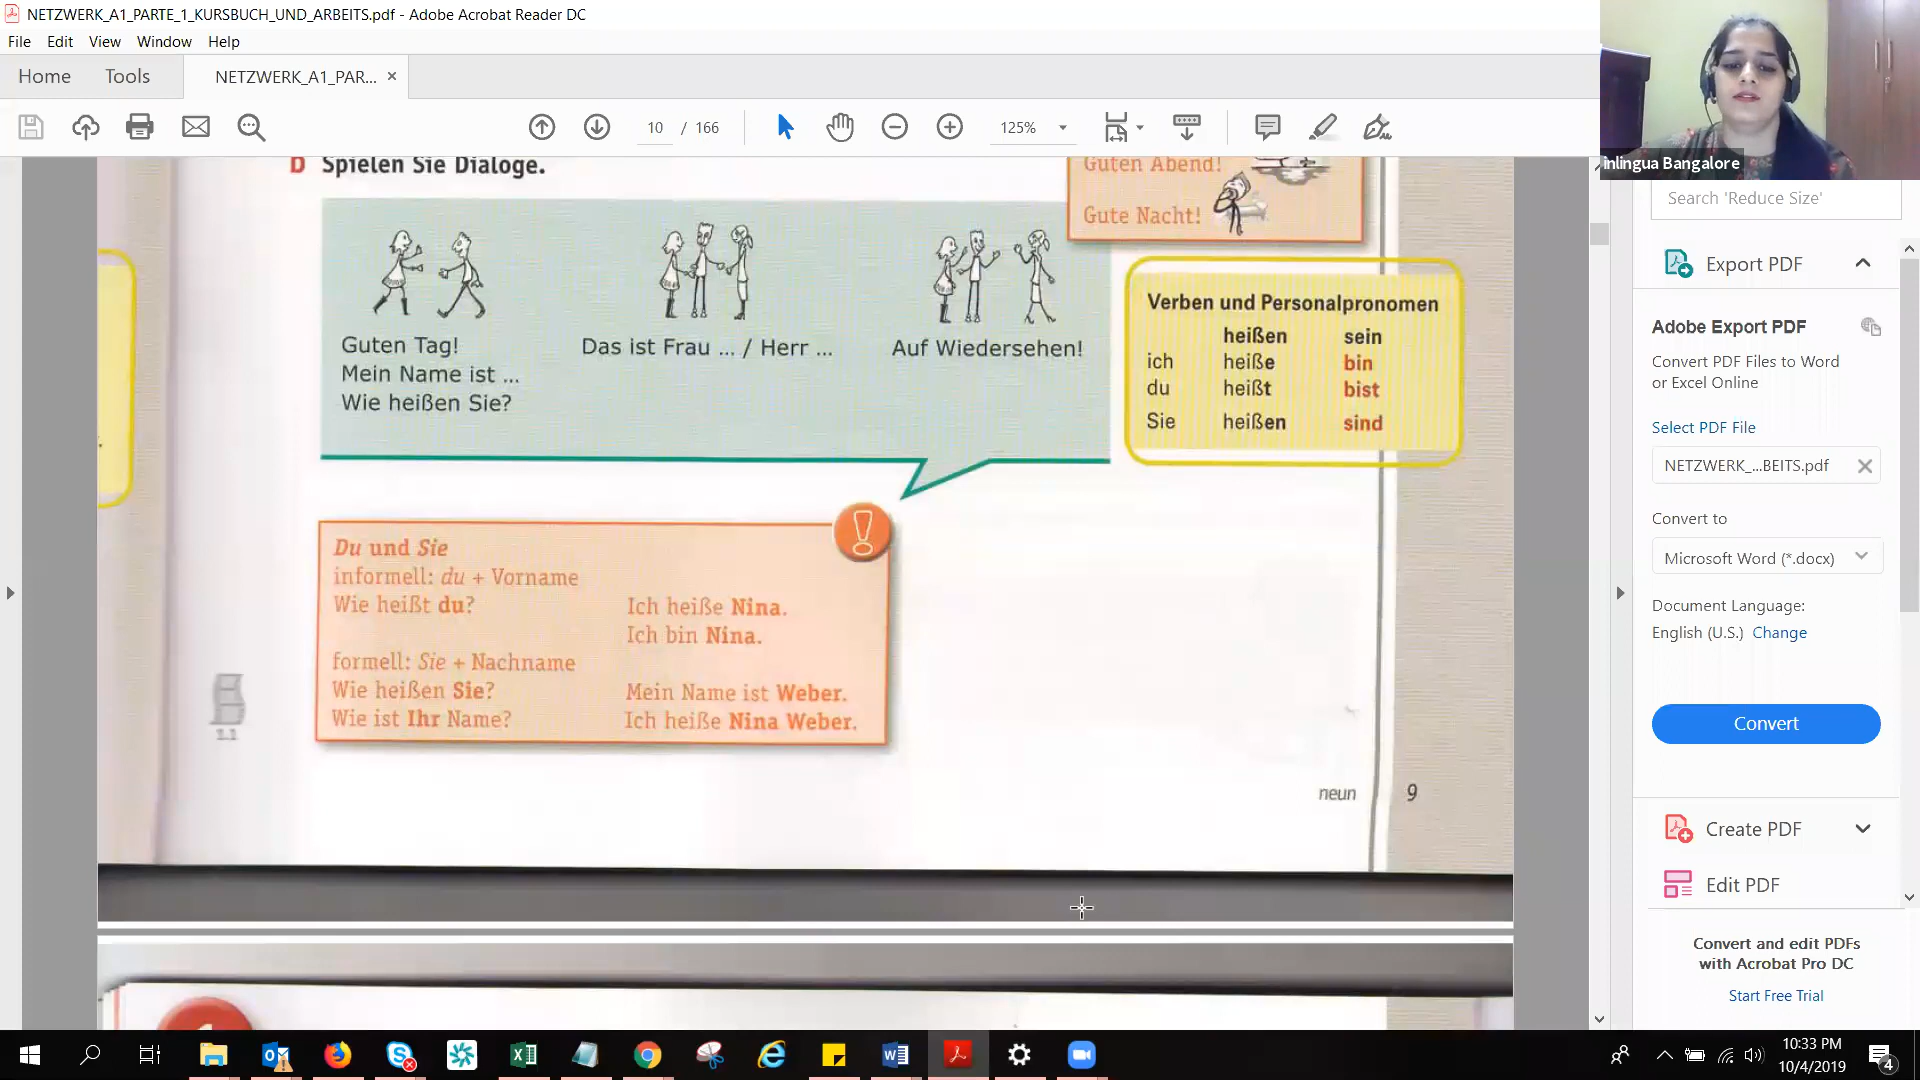 NETZWERK_A1_PARTE_1_KURSBUCH_UND_ARBEITS.pdf - Adobe Acrobat Reader DC
File Edit View Window Help
Home Tools NETZWERK_A1_PAR... ×
10 / 166 125%
inlingua Bangalore
b Spielen Sie Dialoge.
Guten Abend!
Gute Nacht!
Guten Tag!
Mein Name ist ...
Wie heißen Sie?
Das ist Frau ... / Herr ...
Auf Wiedersehen!
Verben und Personalpronomen
heißen sein
ich heiße bin
du heißt bist
Sie heißen sind
Du und Sie
informell: du + Vorname
Wie heißt du? Ich heiße Nina.
Ich bin Nina.
formell: Sie + Nachname
Wie heißen Sie? Mein Name ist Weber.
Wie ist Ihr Name? Ich heiße Nina Weber.
1.1
neun 9
Search 'Reduce Size'
Export PDF
Adobe Export PDF
Convert PDF Files to Word
or Excel Online
Select PDF File
NETZWERK_...BEITS.pdf
Convert to
Microsoft Word (*.docx)
Document Language:
English (U.S.) Change
Convert
Create PDF
Edit PDF
Convert and edit PDFs
with Acrobat Pro DC
Start Free Trial
10:33 PM
10/4/2019
4